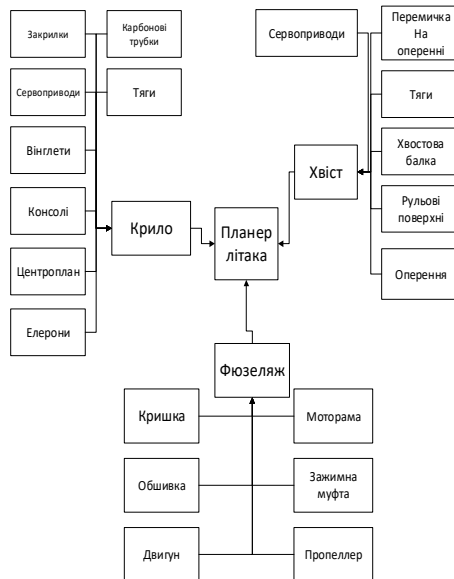 Закрилки
Карбонові
трубки
Сервоприводи
Тяги
Вінглети
Консолі
Центроплан
Елерони
Крило
Сервоприводи
Перемичка
На
оперенні
Тяги
Хвостова
балка
Рульові
поверхні
Оперення
Хвіст
Планер
літака
Фюзеляж
Кришка
Моторама
Обшивка
Зажимна
муфта
Двигун
Пропеллер